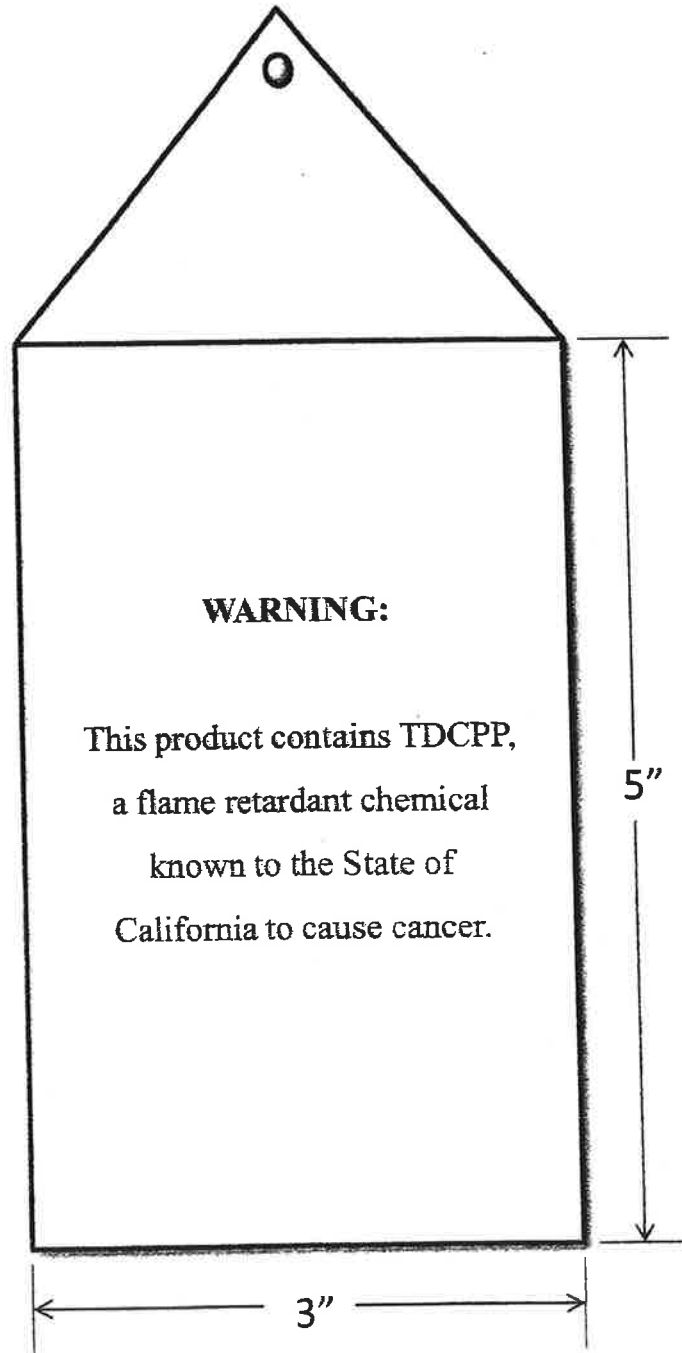 WARNING:
This product contains TDCPP,
a flame retardant chemical
known to the State of
California to cause cancer.
5"
3"